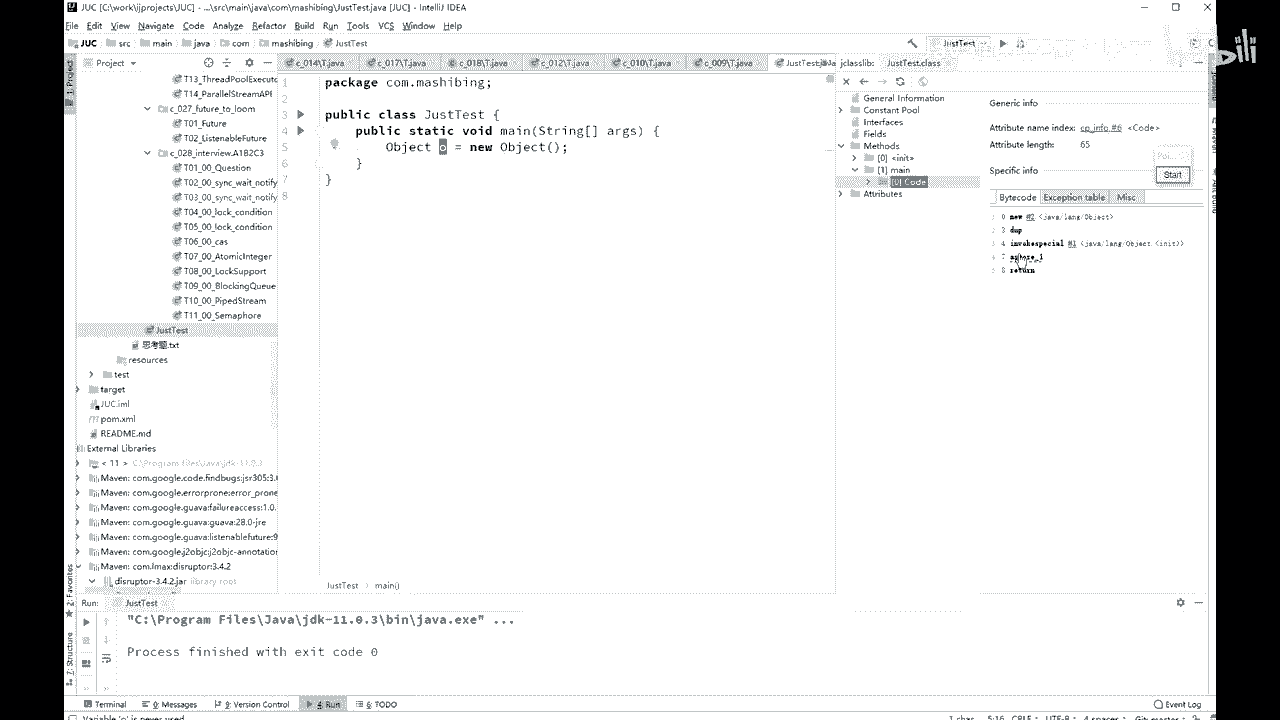 JUC [C:\work\ijprojects\JUC] - ...\src\main\java\com\mashibing\JustTest.java [JUC] - IntelliJ IDEA
File Edit View Navigate Code Analyze Refactor Build Run Tools VCS Window Help
JUC src main java com mashibing JustTest JustTest
Project c_014\T.java c_017\T.java c_018\T.java c_012\T.java c_010\T.java c_009\T.java jclasslib: JustTest.class
T13_ThreadPoolExecuto
T14_ParallelStreamAPI
c_027_future_to_loom
T01_Future
T02_ListenableFuture
c_028_interview.A1B2C3
T01_00_Question
T02_00_sync_wait_notify
T03_00_sync_wait_notify
T04_00_lock_condition
T05_00_lock_condition
T06_00_cas
T07_00_AtomicInteger
T08_00_LockSupport
T09_00_BlockingQueue
T10_00_PipedStream
T11_00_Semaphore
JustTest
思考题.txt
resources
test
target
JUC.iml
pom.xml
README.md
External Libraries
< 11 > C:\Program Files\Java\jdk-11.0.3
Maven: com.google.code.findbugs:jsr305:3.
Maven: com.google.errorprone:error_prone
Maven: com.google.guava:failureaccess:1.0.
Maven: com.google.guava:guava:28.0-jre
Maven: com.google.guava:listenablefuture:9
Maven: com.google.j2objc:j2objc-annotatio
Maven: com.lmax:disruptor:3.4.2
disruptor-3.4.2.jar library root
1 package com.mashibing;
2
3 public class JustTest {
4 public static void main(String[] args) {
5 Object o = new Object();
6 }
7 }
8
JustTest main()
General Information
Constant Pool
Interfaces
Fields
Methods
[0] <init>
[1] main
[0] Code
Attributes
Generic info
Attribute name index: cp_info #6 <Code>
Attribute length: 65
Specific info
Start
Bytecode Exception table Misc
1 0 new #2 <java/lang/Object>
2 3 dup
3 4 invokespecial #1 <java/lang/Object.<init>>
4 7 astore_1
5 8 return
Run: JustTest
"C:\Program Files\Java\jdk-11.0.3\bin\java.exe" ...
Process finished with exit code 0
1: Project
2: Favorites
7: Structure
Terminal 0: Messages 9: Version Control 4: Run 6: TODO Event Log
Variable 'o' is never used 1 char 5:16 CRLF UTF-8 4 spaces Git: master
bili